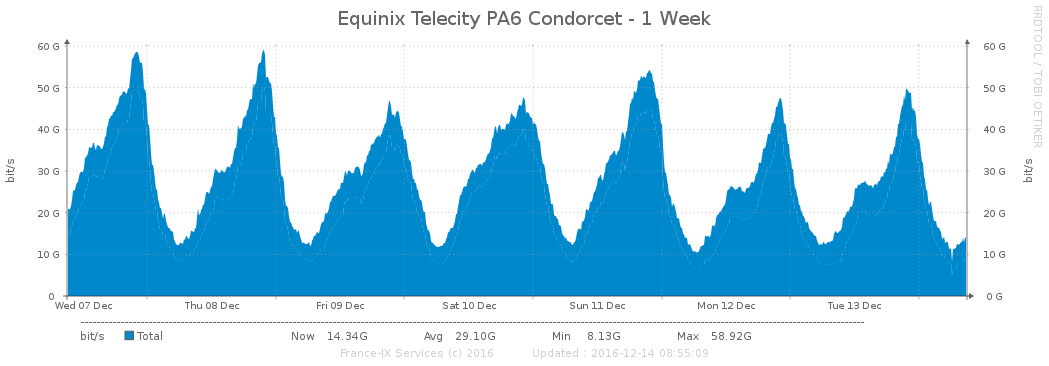 Equinix Telecity PA6 Condorcet - 1 Week
RRDTOOL / TOBI OETIKER
60 G 60 G
50 G 50 G
40 G 40 G
30 G 30 G
20 G 20 G
10 G 10 G
0 0 G
bit/s
bit/s
Wed 07 Dec Thu 08 Dec Fri 09 Dec Sat 10 Dec Sun 11 Dec Mon 12 Dec Tue 13 Dec
bit/s Total Now 14.34G Avg 29.10G Min 8.13G Max 58.92G
France-IX Services (c) 2016 Updated : 2016-12-14 08:55:09